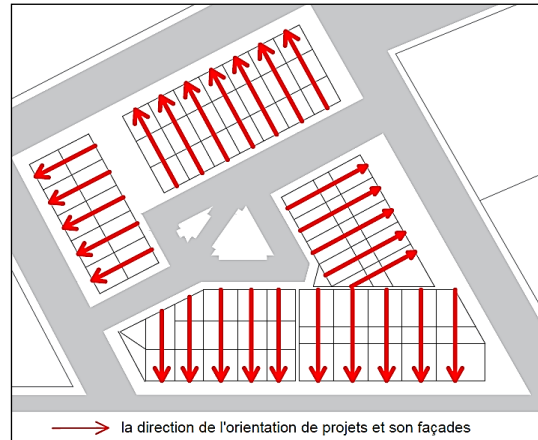 la direction de l'orientation de projets et son façades